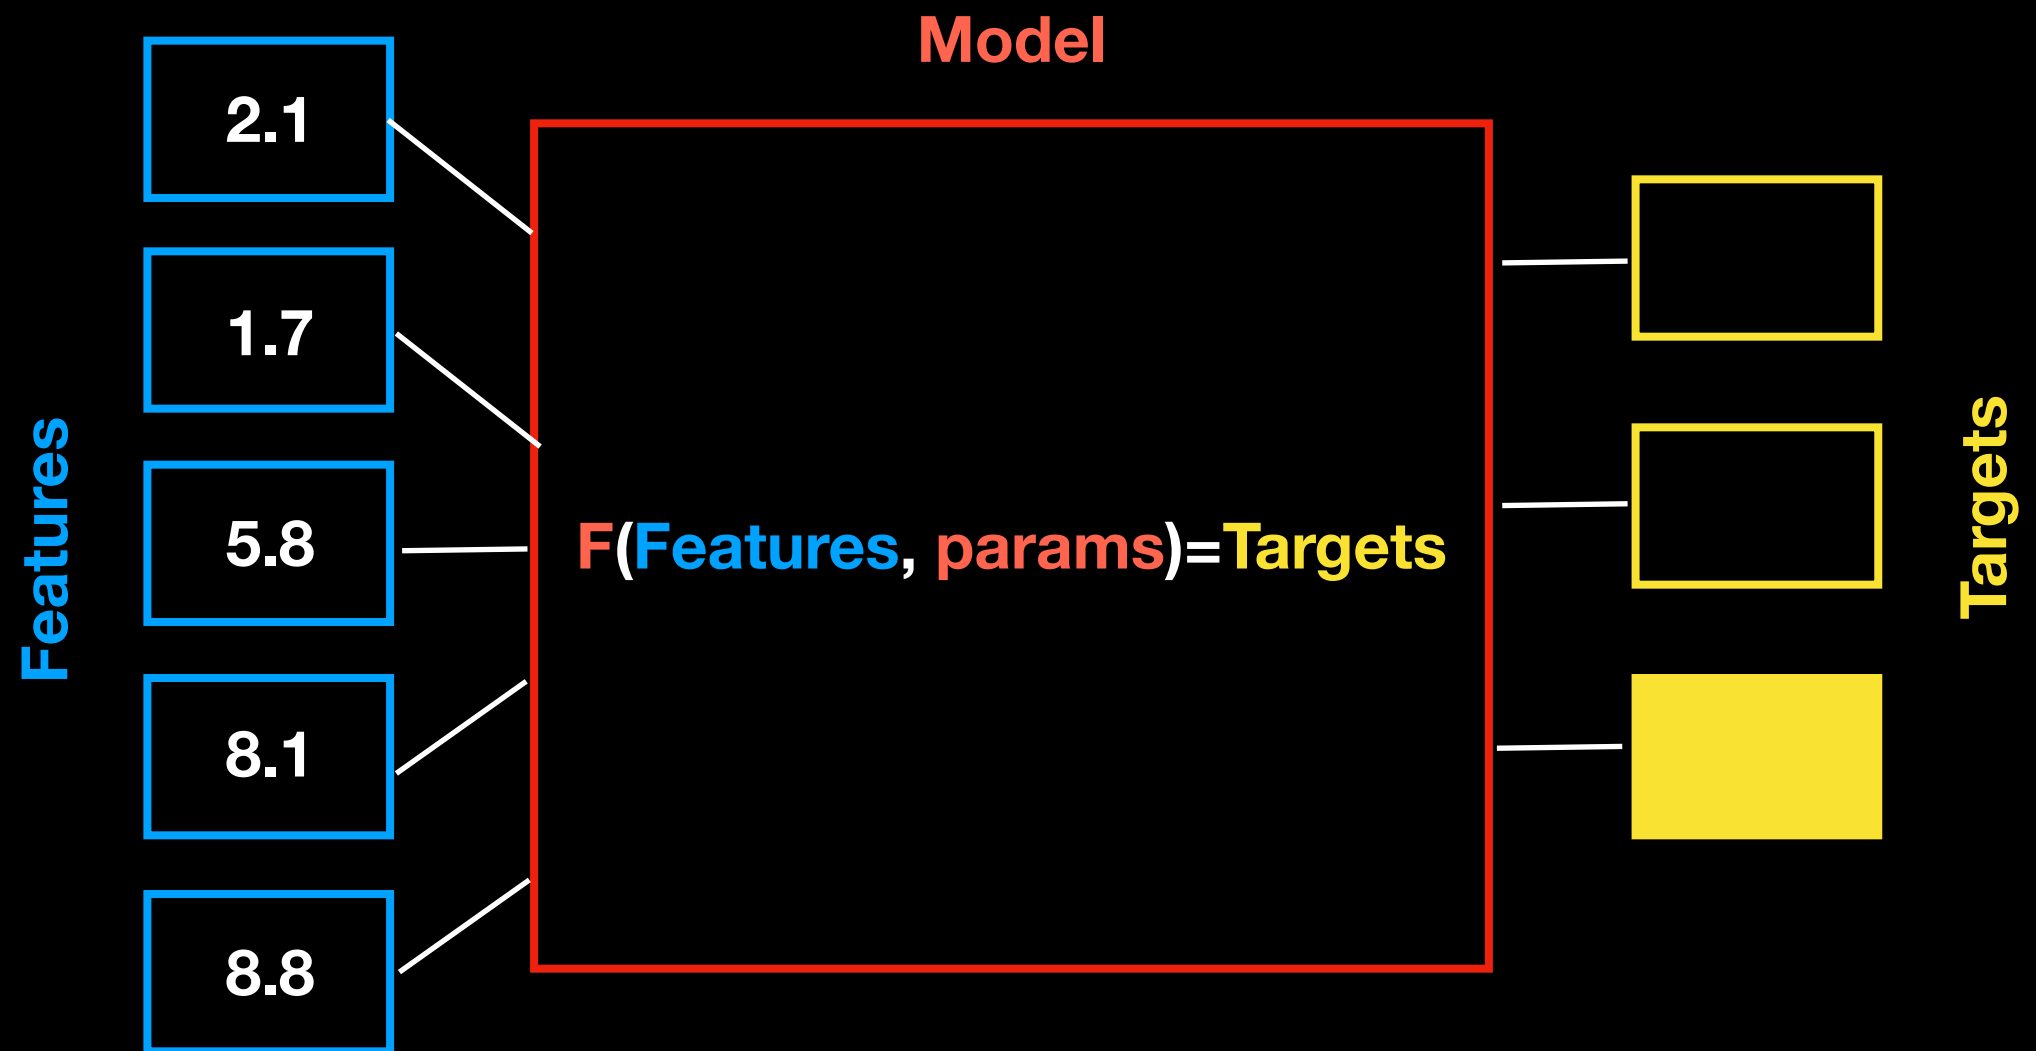 Model
Features
2.1
1.7
5.8
8.1
8.8
F(Features, params)=Targets
Targets